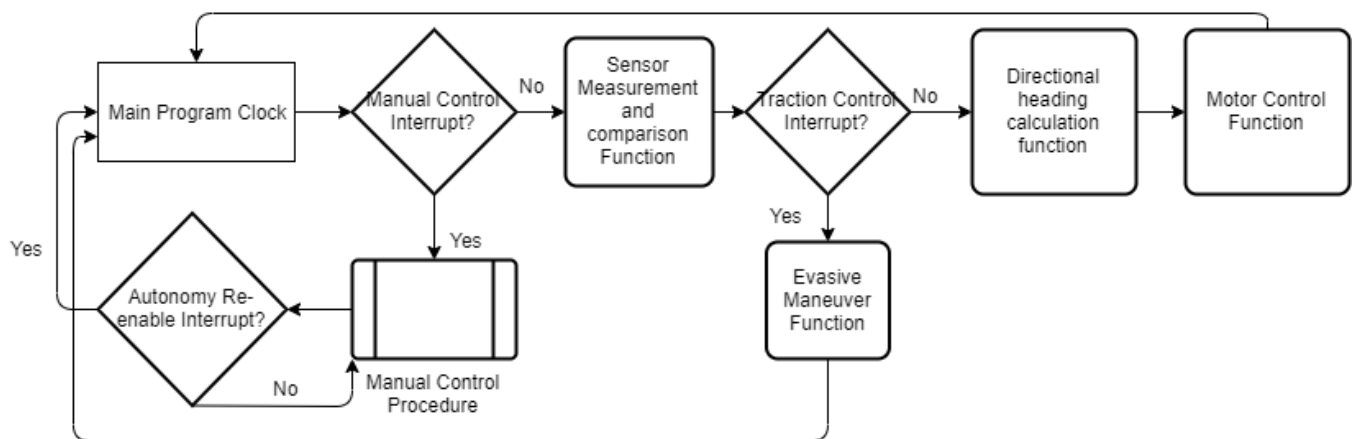 Main Program Clock
Manual Control
Interrupt?
No
Sensor
Measurement
and
comparison
Function
Traction Control
Interrupt?
No
Directional
heading
calculation
function
Motor Control
Function
Yes
Yes
Yes
Autonomy Re-
enable Interrupt?
No
Manual Control
Procedure
Evasive
Maneuver
Function